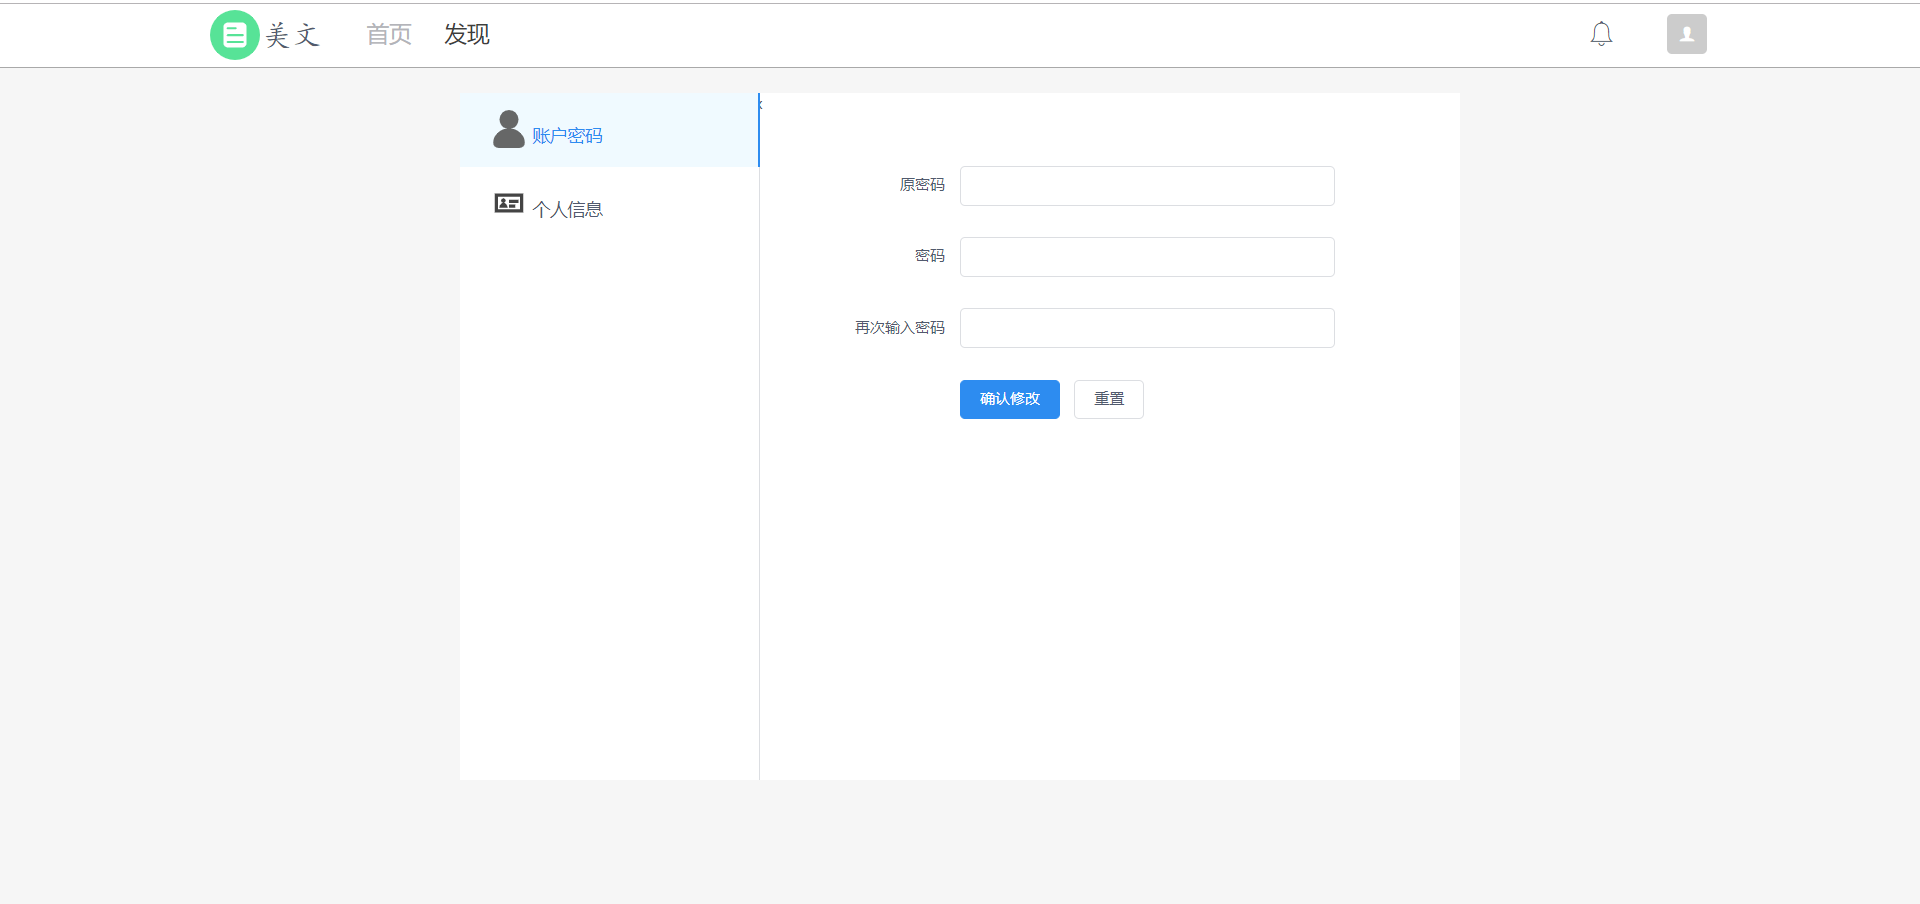 美文 首页 发现
账户密码
个人信息
原密码
密码
再次输入密码
确认修改 重置